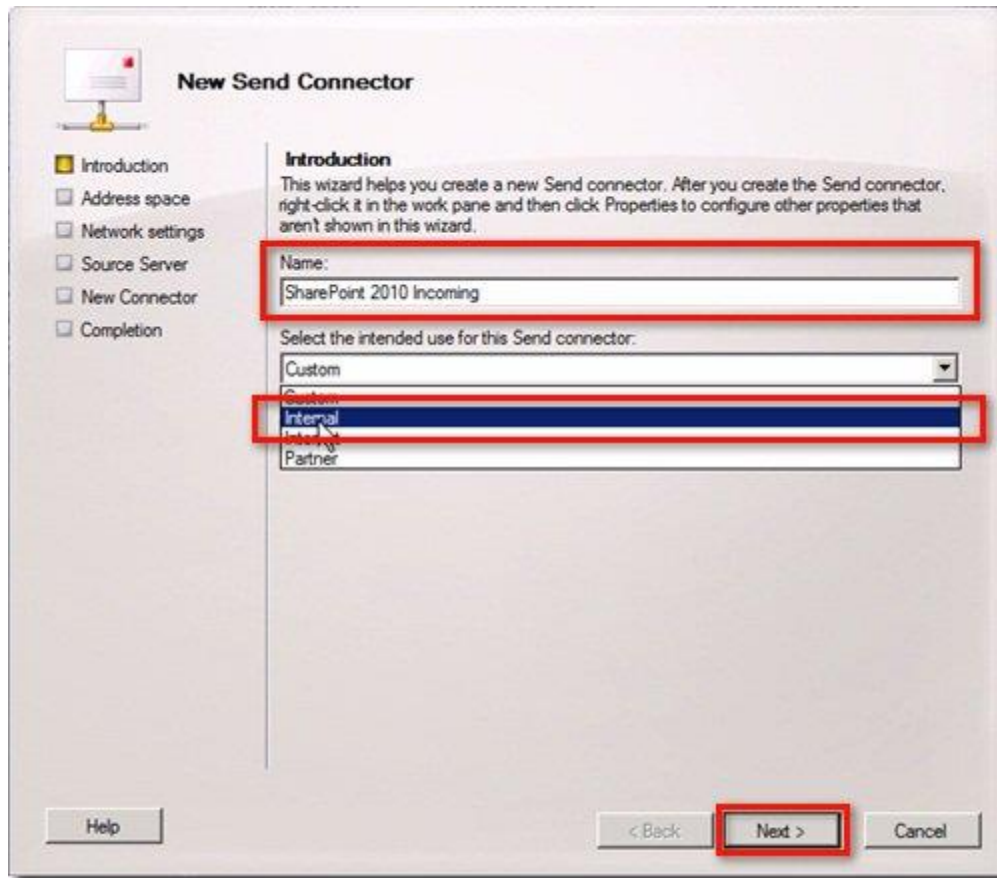 New Send Connector
Introduction
Address space
Network settings
Source Server
New Connector
Completion
Introduction
This wizard helps you create a new Send connector. After you create the Send connector,
right-click it in the work pane and then click Properties to configure other properties that
aren't shown in this wizard.
Name:
SharePoint 2010 Incoming
Select the intended use for this Send connector:
Custom
Custom
Internal
Partner
Help
< Back
Next >
Cancel